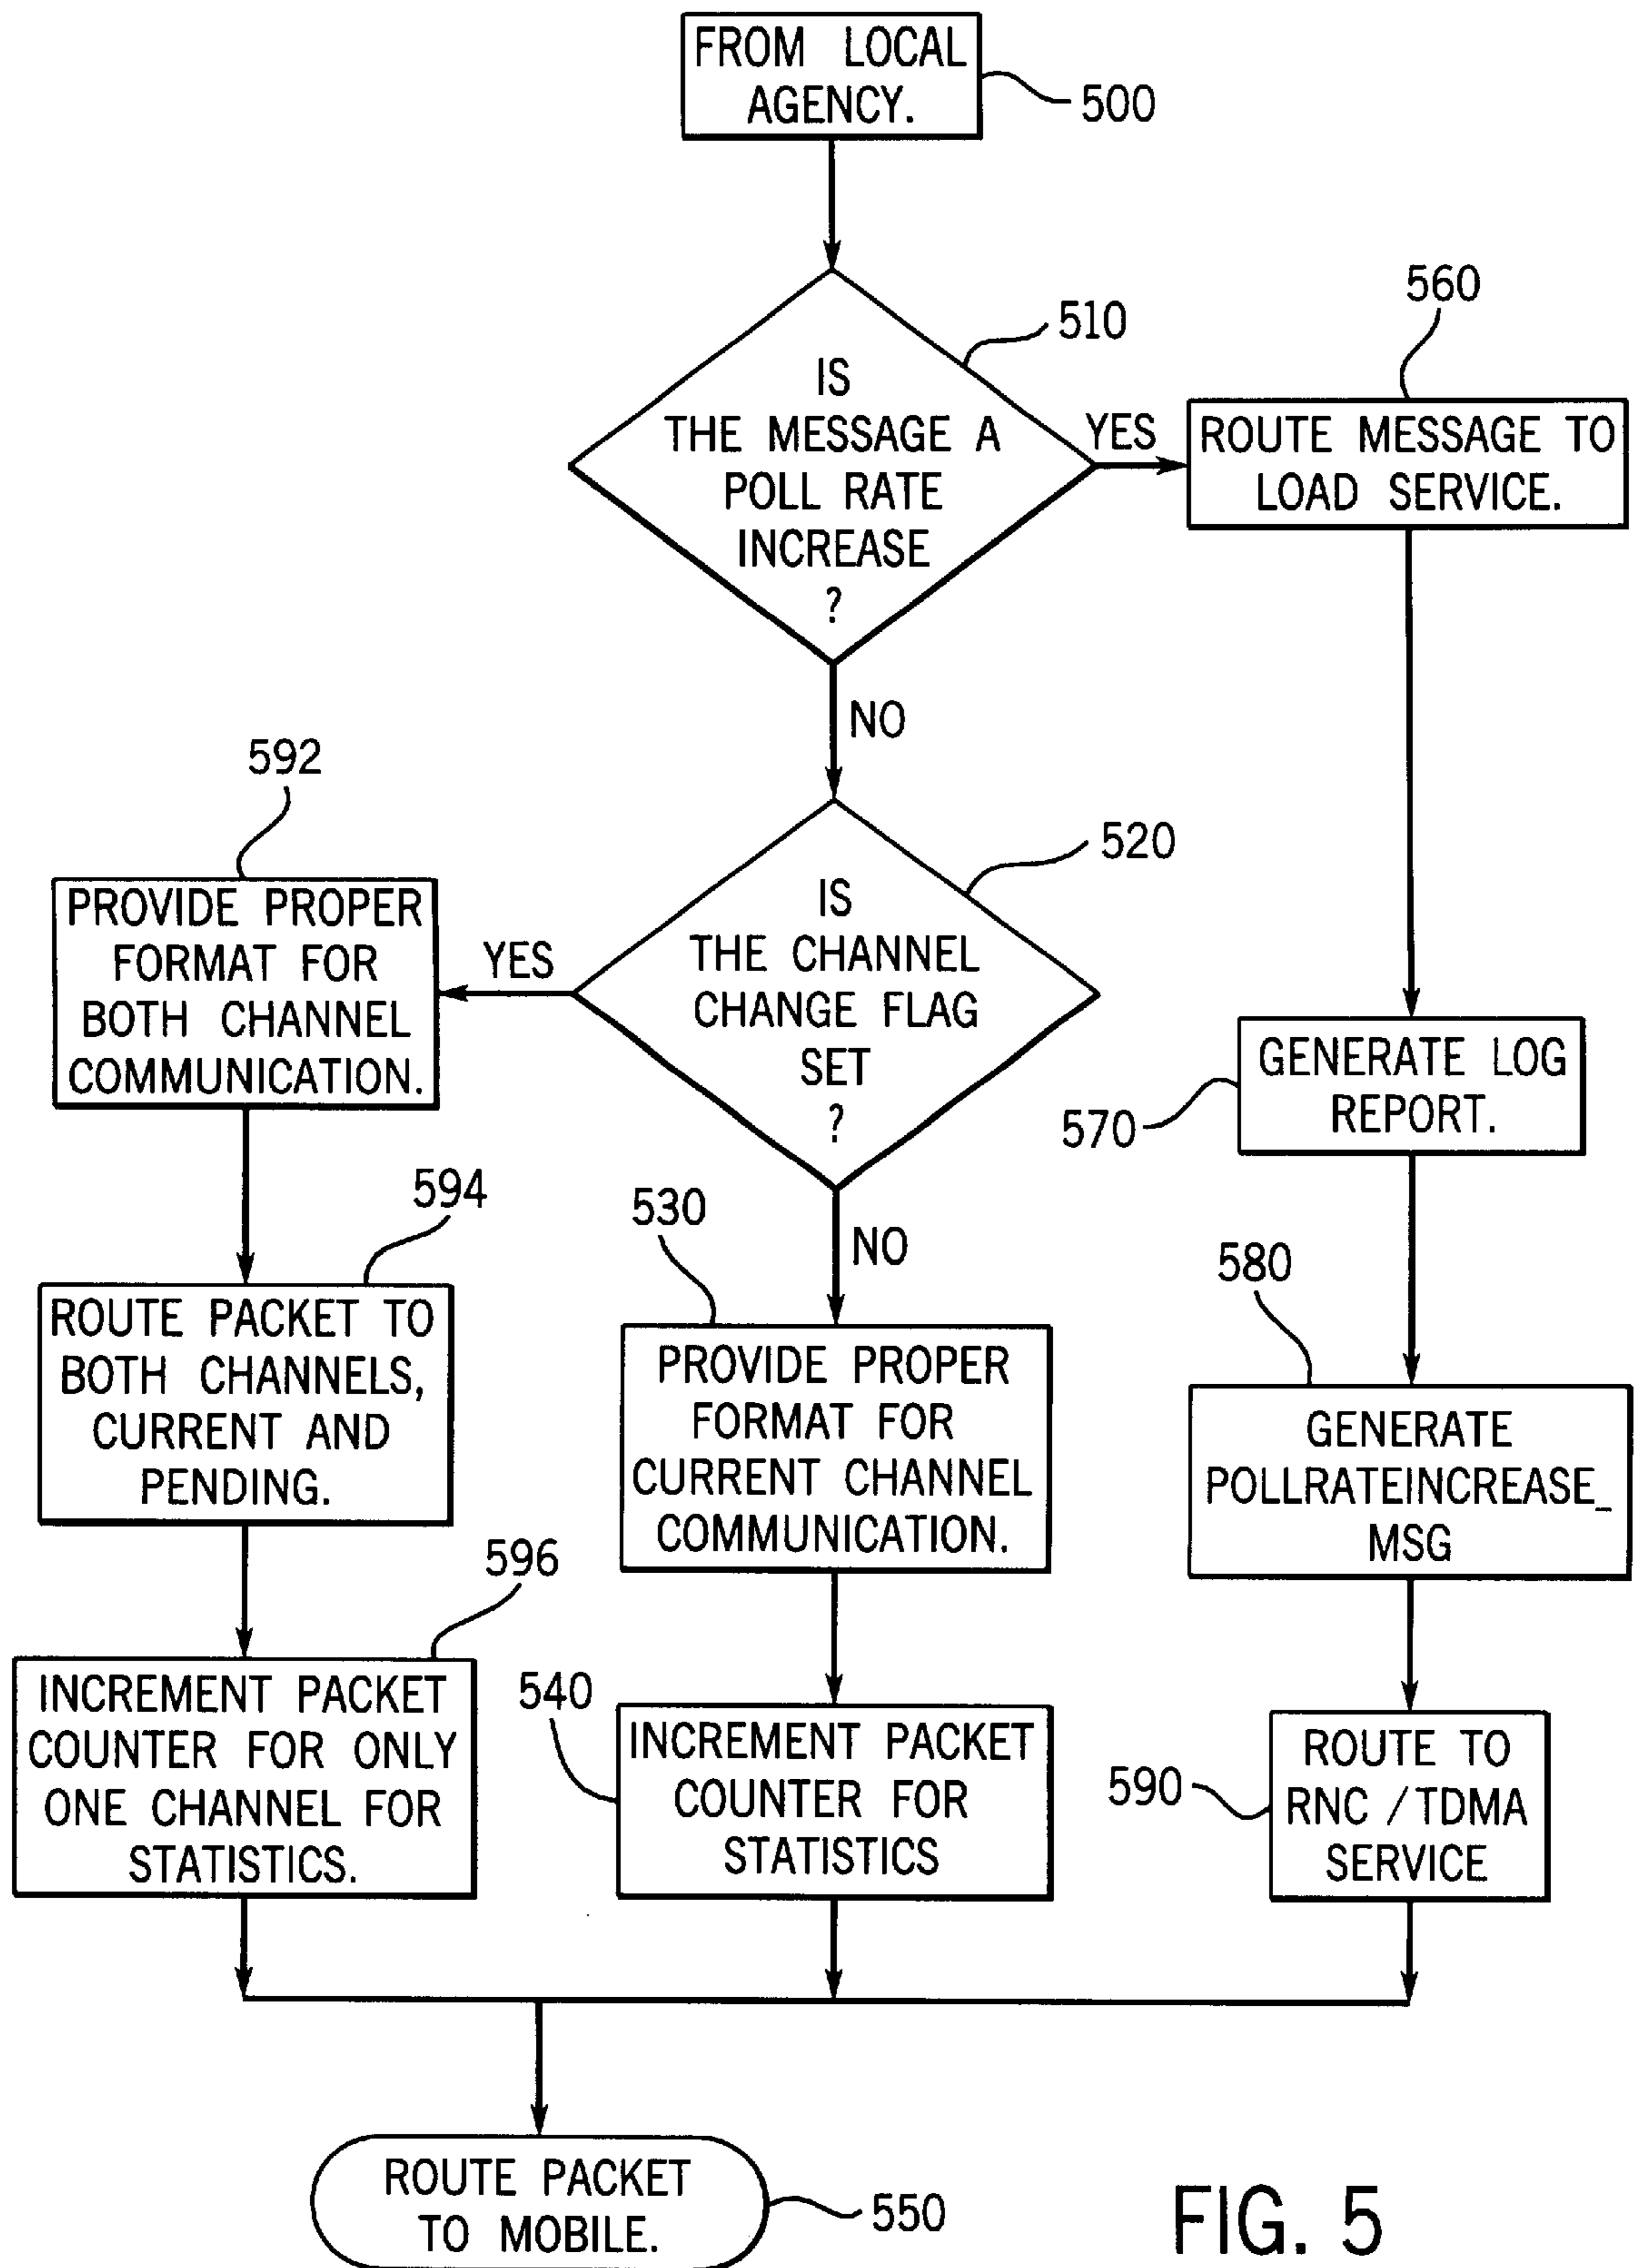 FROM LOCAL
AGENCY.
500
510
IS
THE MESSAGE A
POLL RATE
INCREASE
?
YES
560
ROUTE MESSAGE TO
LOAD SERVICE.
NO
520
IS
THE CHANNEL
CHANGE FLAG
SET
?
YES
592
PROVIDE PROPER
FORMAT FOR
BOTH CHANNEL
COMMUNICATION.
GENERATE LOG
REPORT.
570
594
ROUTE PACKET TO
BOTH CHANNELS,
CURRENT AND
PENDING.
NO
530
PROVIDE PROPER
FORMAT FOR
CURRENT CHANNEL
COMMUNICATION.
580
GENERATE
POLLRATEINCREASE_
MSG
596
INCREMENT PACKET
COUNTER FOR ONLY
ONE CHANNEL FOR
STATISTICS.
540
INCREMENT PACKET
COUNTER FOR
STATISTICS
590
ROUTE TO
RNC / TDMA
SERVICE
ROUTE PACKET
TO MOBILE.
550
FIG. 5